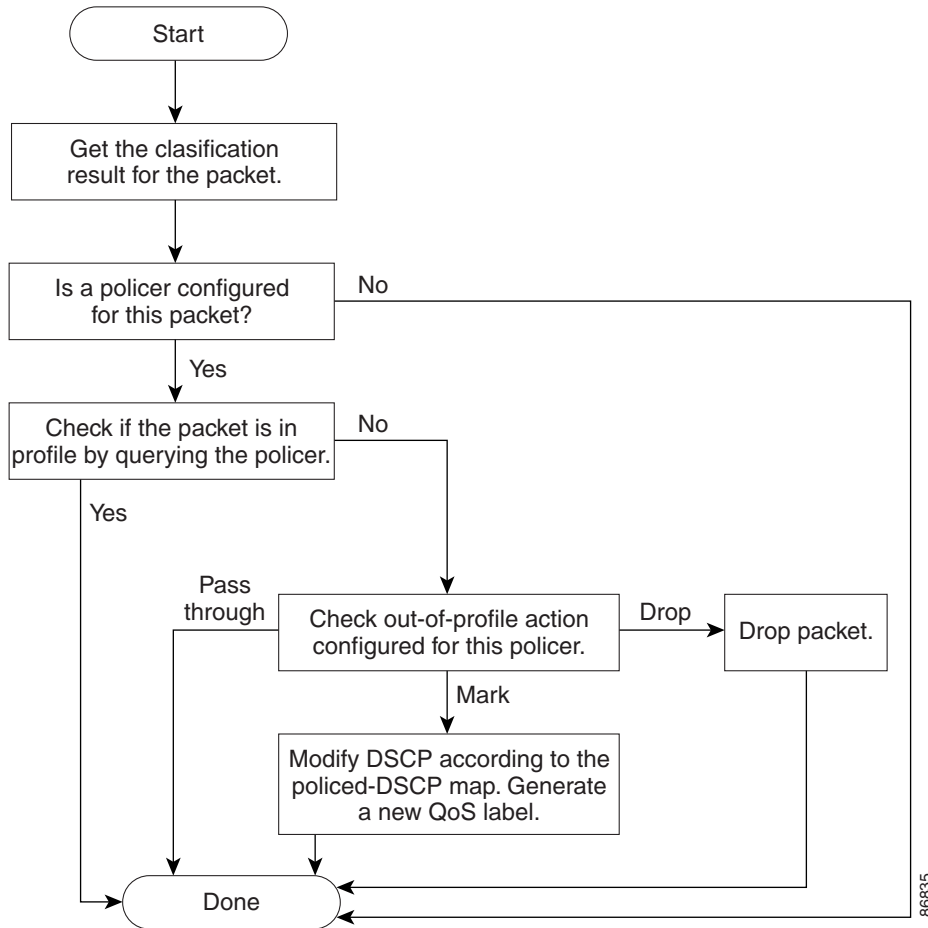 Start
Get the clasification
result for the packet.
Is a policer configured
for this packet?
No
Yes
Check if the packet is in
profile by querying the policer.
No
Yes
Pass
through
Check out-of-profile action
configured for this policer.
Drop
Drop packet.
Mark
Modify DSCP according to the
policed-DSCP map. Generate
a new QoS label.
Done
86835